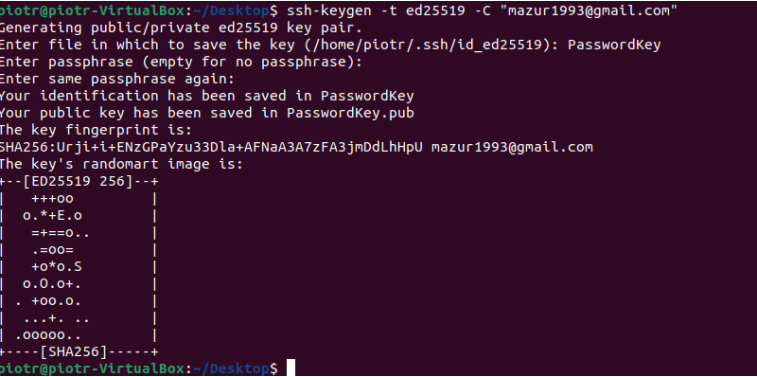 piotr@piotr-VirtualBox:~/Desktop$ ssh-keygen -t ed25519 -C "mazur1993@gmail.com"
Generating public/private ed25519 key pair.
Enter file in which to save the key (/home/piotr/.ssh/id_ed25519): PasswordKey
Enter passphrase (empty for no passphrase):
Enter same passphrase again:
Your identification has been saved in PasswordKey
Your public key has been saved in PasswordKey.pub
The key fingerprint is:
SHA256:Urji+i+ENzGPaYzu33Dla+AFNaA3A7zFA3jmDdLhHpU mazur1993@gmail.com
The key's randomart image is:
+--[ED25519 256]--+
|   +++oo         |
|  o.*+E.o        |
|   =+==o..       |
|   .=oo=         |
|   +o*o.S        |
|  o.O.o+.        |
| . +oo.o.        |
|  ...+. ..       |
| .ooooo..        |
+----[SHA256]-----+
piotr@piotr-VirtualBox:~/Desktop$